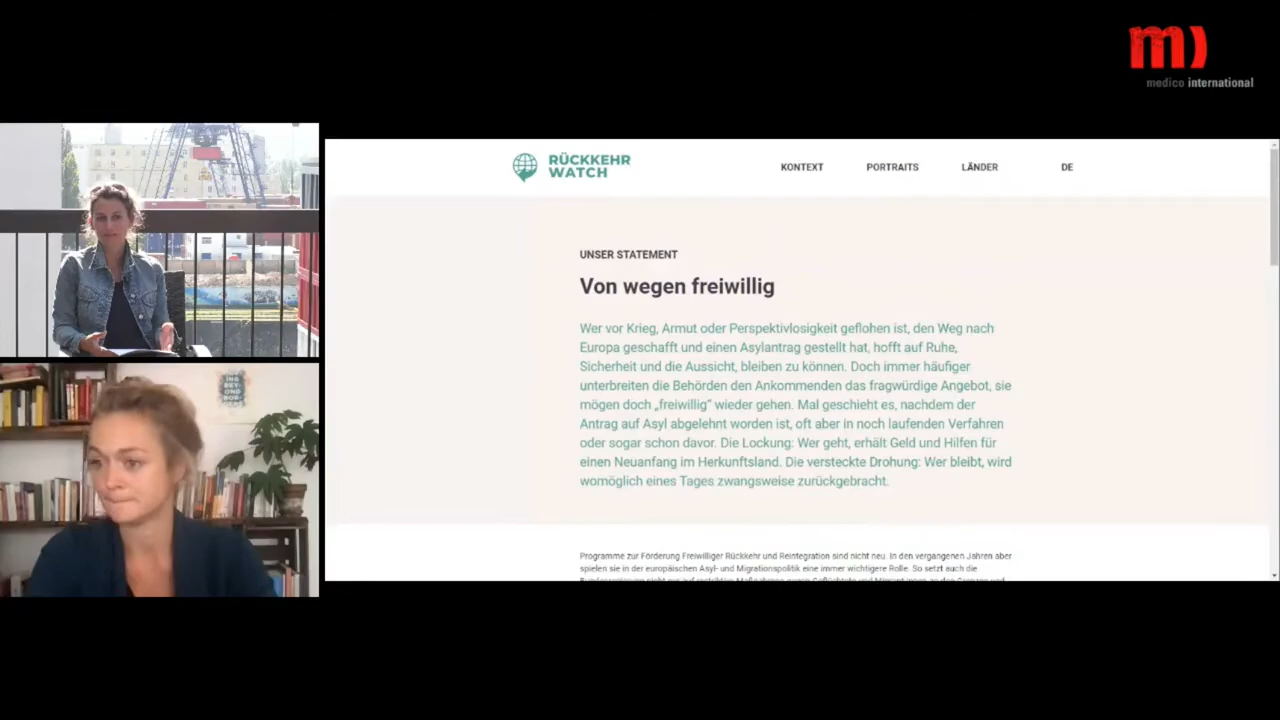 m)
medico international
RÜCKKEHR
WATCH
KONTEXT
PORTRAITS
LÄNDER
DE
UNSER STATEMENT
Von wegen freiwillig
Wer vor Krieg, Armut oder Perspektivlosigkeit geflohen ist, den Weg nach
Europa geschafft und einen Asylantrag gestellt hat, hofft auf Ruhe,
Sicherheit und die Aussicht, bleiben zu können. Doch immer häufiger
unterbreiten die Behörden den Ankommenden das fragwürdige Angebot, sie
mögen doch „freiwillig“ wieder gehen. Mal geschieht es, nachdem der
Antrag auf Asyl abgelehnt worden ist, oft aber in noch laufenden Verfahren
oder sogar schon davor. Die Lockung: Wer geht, erhält Geld und Hilfen für
einen Neuanfang im Herkunftsland. Die versteckte Drohung: Wer bleibt, wird
womöglich eines Tages zwangsweise zurückgebracht.
Programme zur Förderung Freiwilliger Rückkehr und Reintegration sind nicht neu. In den vergangenen Jahren aber
spielen sie in der europäischen Asyl- und Migrationspolitik eine immer wichtigere Rolle. So setzt auch die